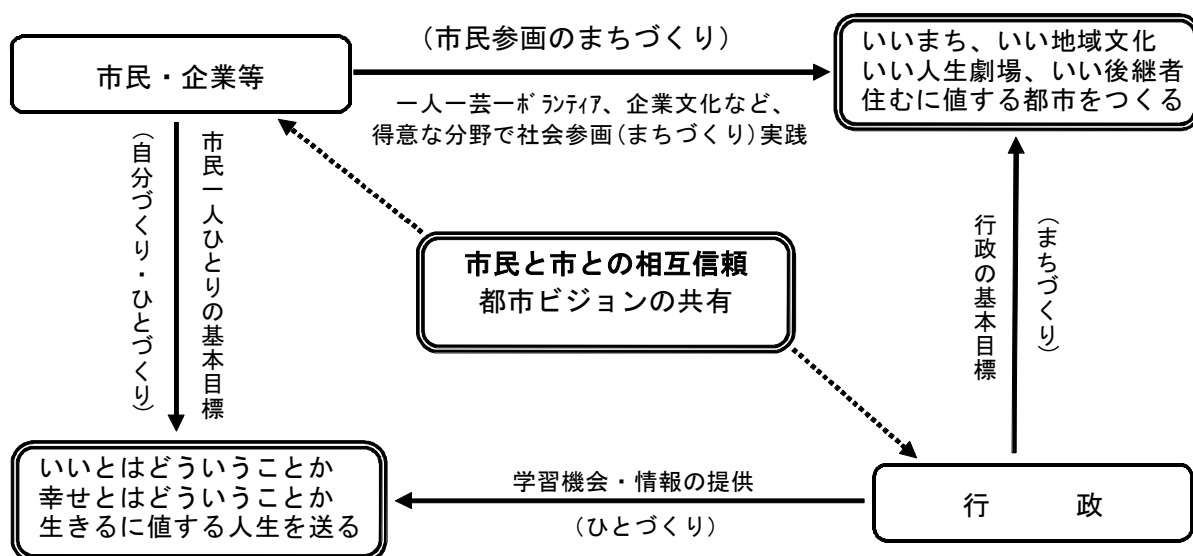 (市民参画のまちづくり)
市民・企業等
いいまち、いい地域文化
いい人生劇場、いい後継者
住むに値する都市をつくる
一人一芸一ボランティア、企業文化など、
得意な分野で社会参画(まちづくり)実践
市民一人ひとりの基本目標
(自分づくり・ひとづくり)
市民と市との相互信頼
都市ビジョンの共有
(まちづくり)
行政の基本目標
いいとはどういうことか
幸せとはどういうことか
生きるに値する人生を送る
学習機会・情報の提供
(ひとづくり)
行　　政